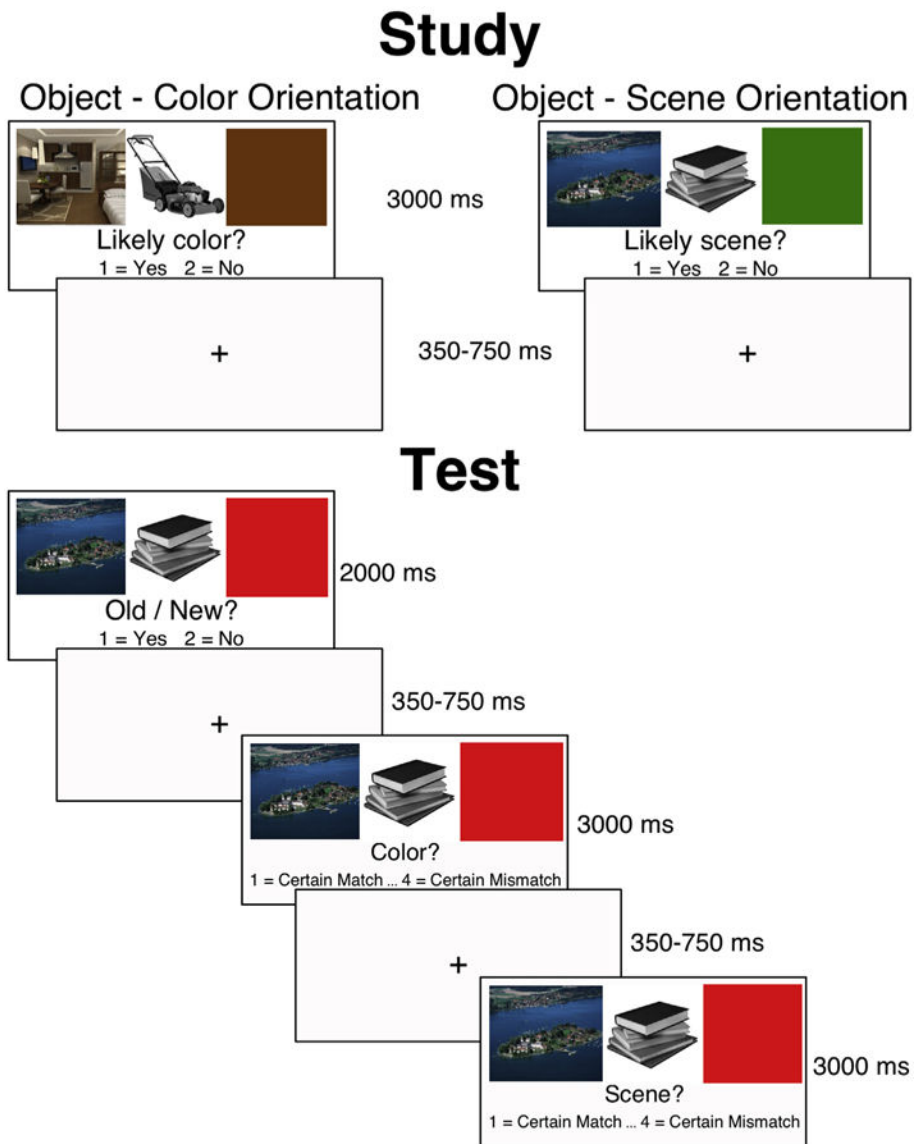 Study
Object - Color Orientation
Object - Scene Orientation
Likely color?
1 = Yes 2 = No
3000 ms
Likely scene?
1 = Yes 2 = No
+
350-750 ms
+
Test
Old / New?
1 = Yes 2 = No
2000 ms
+
350-750 ms
Color?
1 = Certain Match ... 4 = Certain Mismatch
3000 ms
+
350-750 ms
Scene?
1 = Certain Match ... 4 = Certain Mismatch
3000 ms